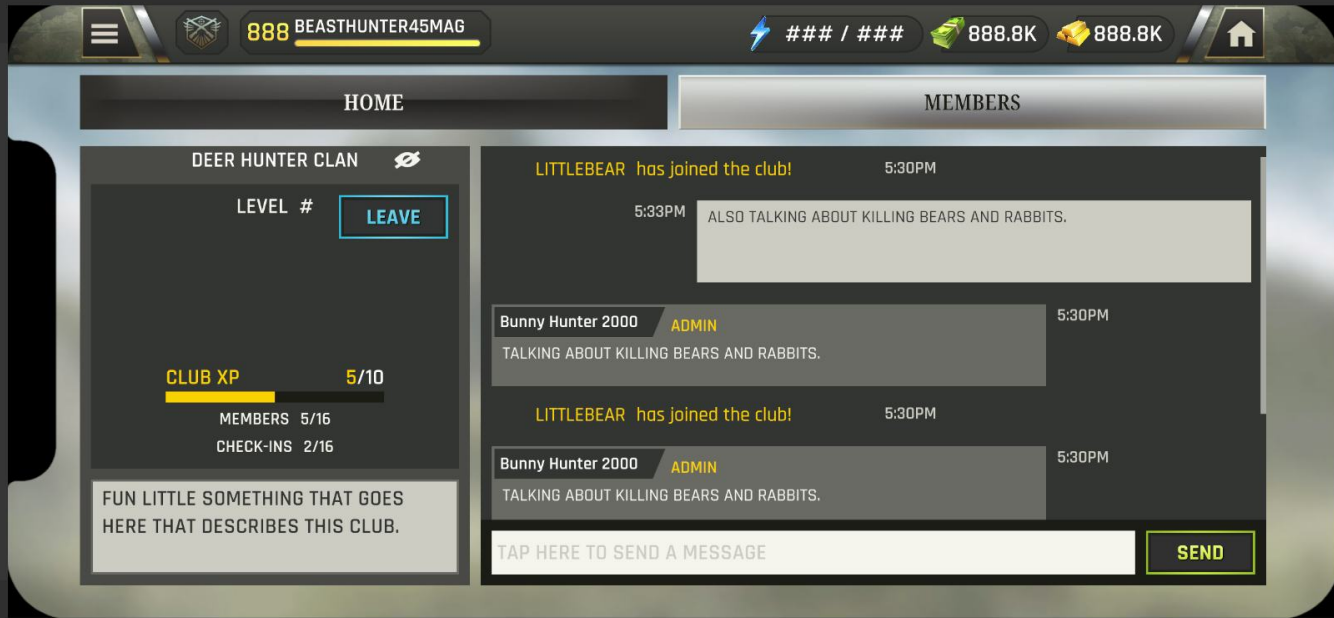 888 BEASTHUNTER45MAG
### / ###
888.8K
888.8K
HOME
MEMBERS
DEER HUNTER CLAN
LEVEL #
LEAVE
CLUB XP 5/10
MEMBERS 5/16
CHECK-INS 2/16
FUN LITTLE SOMETHING THAT GOES
HERE THAT DESCRIBES THIS CLUB.
LITTLEBEAR has joined the club! 5:30PM
5:33PM
ALSO TALKING ABOUT KILLING BEARS AND RABBITS.
Bunny Hunter 2000 ADMIN 5:30PM
TALKING ABOUT KILLING BEARS AND RABBITS.
LITTLEBEAR has joined the club! 5:30PM
Bunny Hunter 2000 ADMIN 5:30PM
TALKING ABOUT KILLING BEARS AND RABBITS.
TAP HERE TO SEND A MESSAGE
SEND